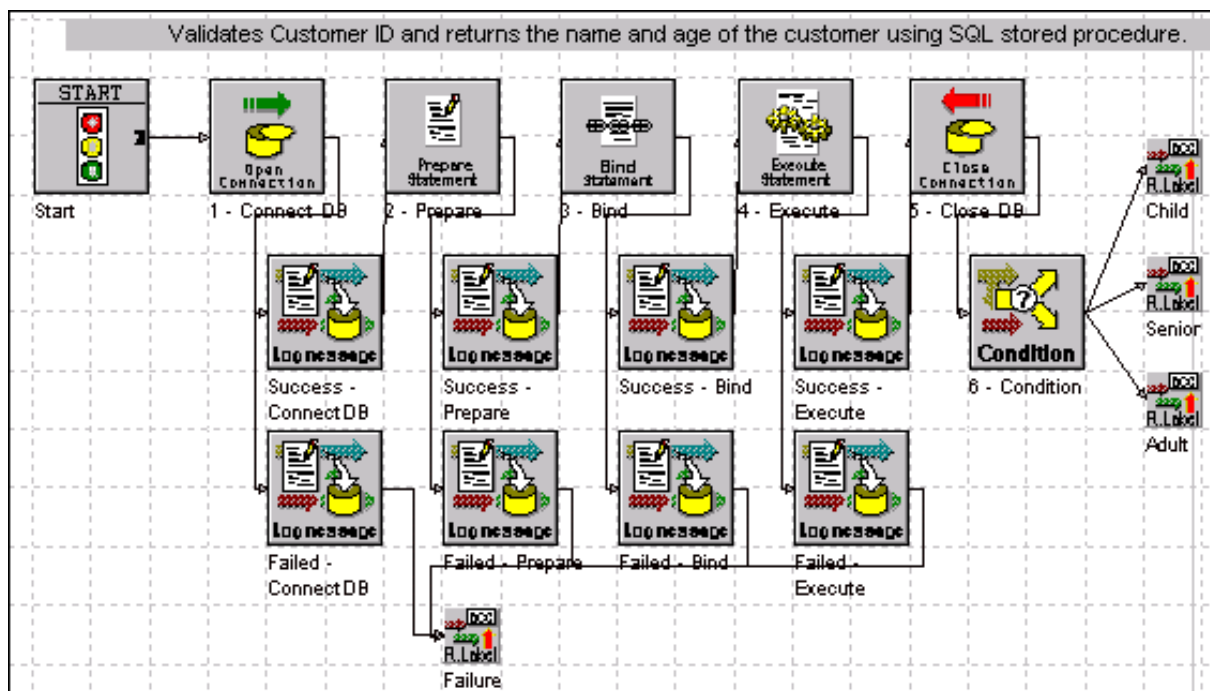 Validates Customer ID and returns the name and age of the customer using SQL stored procedure.
START
Start
Open
Connection
1 - Connect DB
Prepare
Statement
2 - Prepare
Bind
Statement
3 - Bind
Execute
Statement
4 - Execute
Close
Connection
5 - Close DB
R.Label
Child
Log message
Success -
Connect DB
Log message
Success -
Prepare
Log message
Success - Bind
Log message
Success -
Execute
Condition
6 - Condition
R.Label
Senior
R.Label
Adult
Log message
Failed -
Connect DB
Log message
Failed - Prepare
Log message
Failed - Bind
Log message
Failed -
Execute
R.Label
Failure